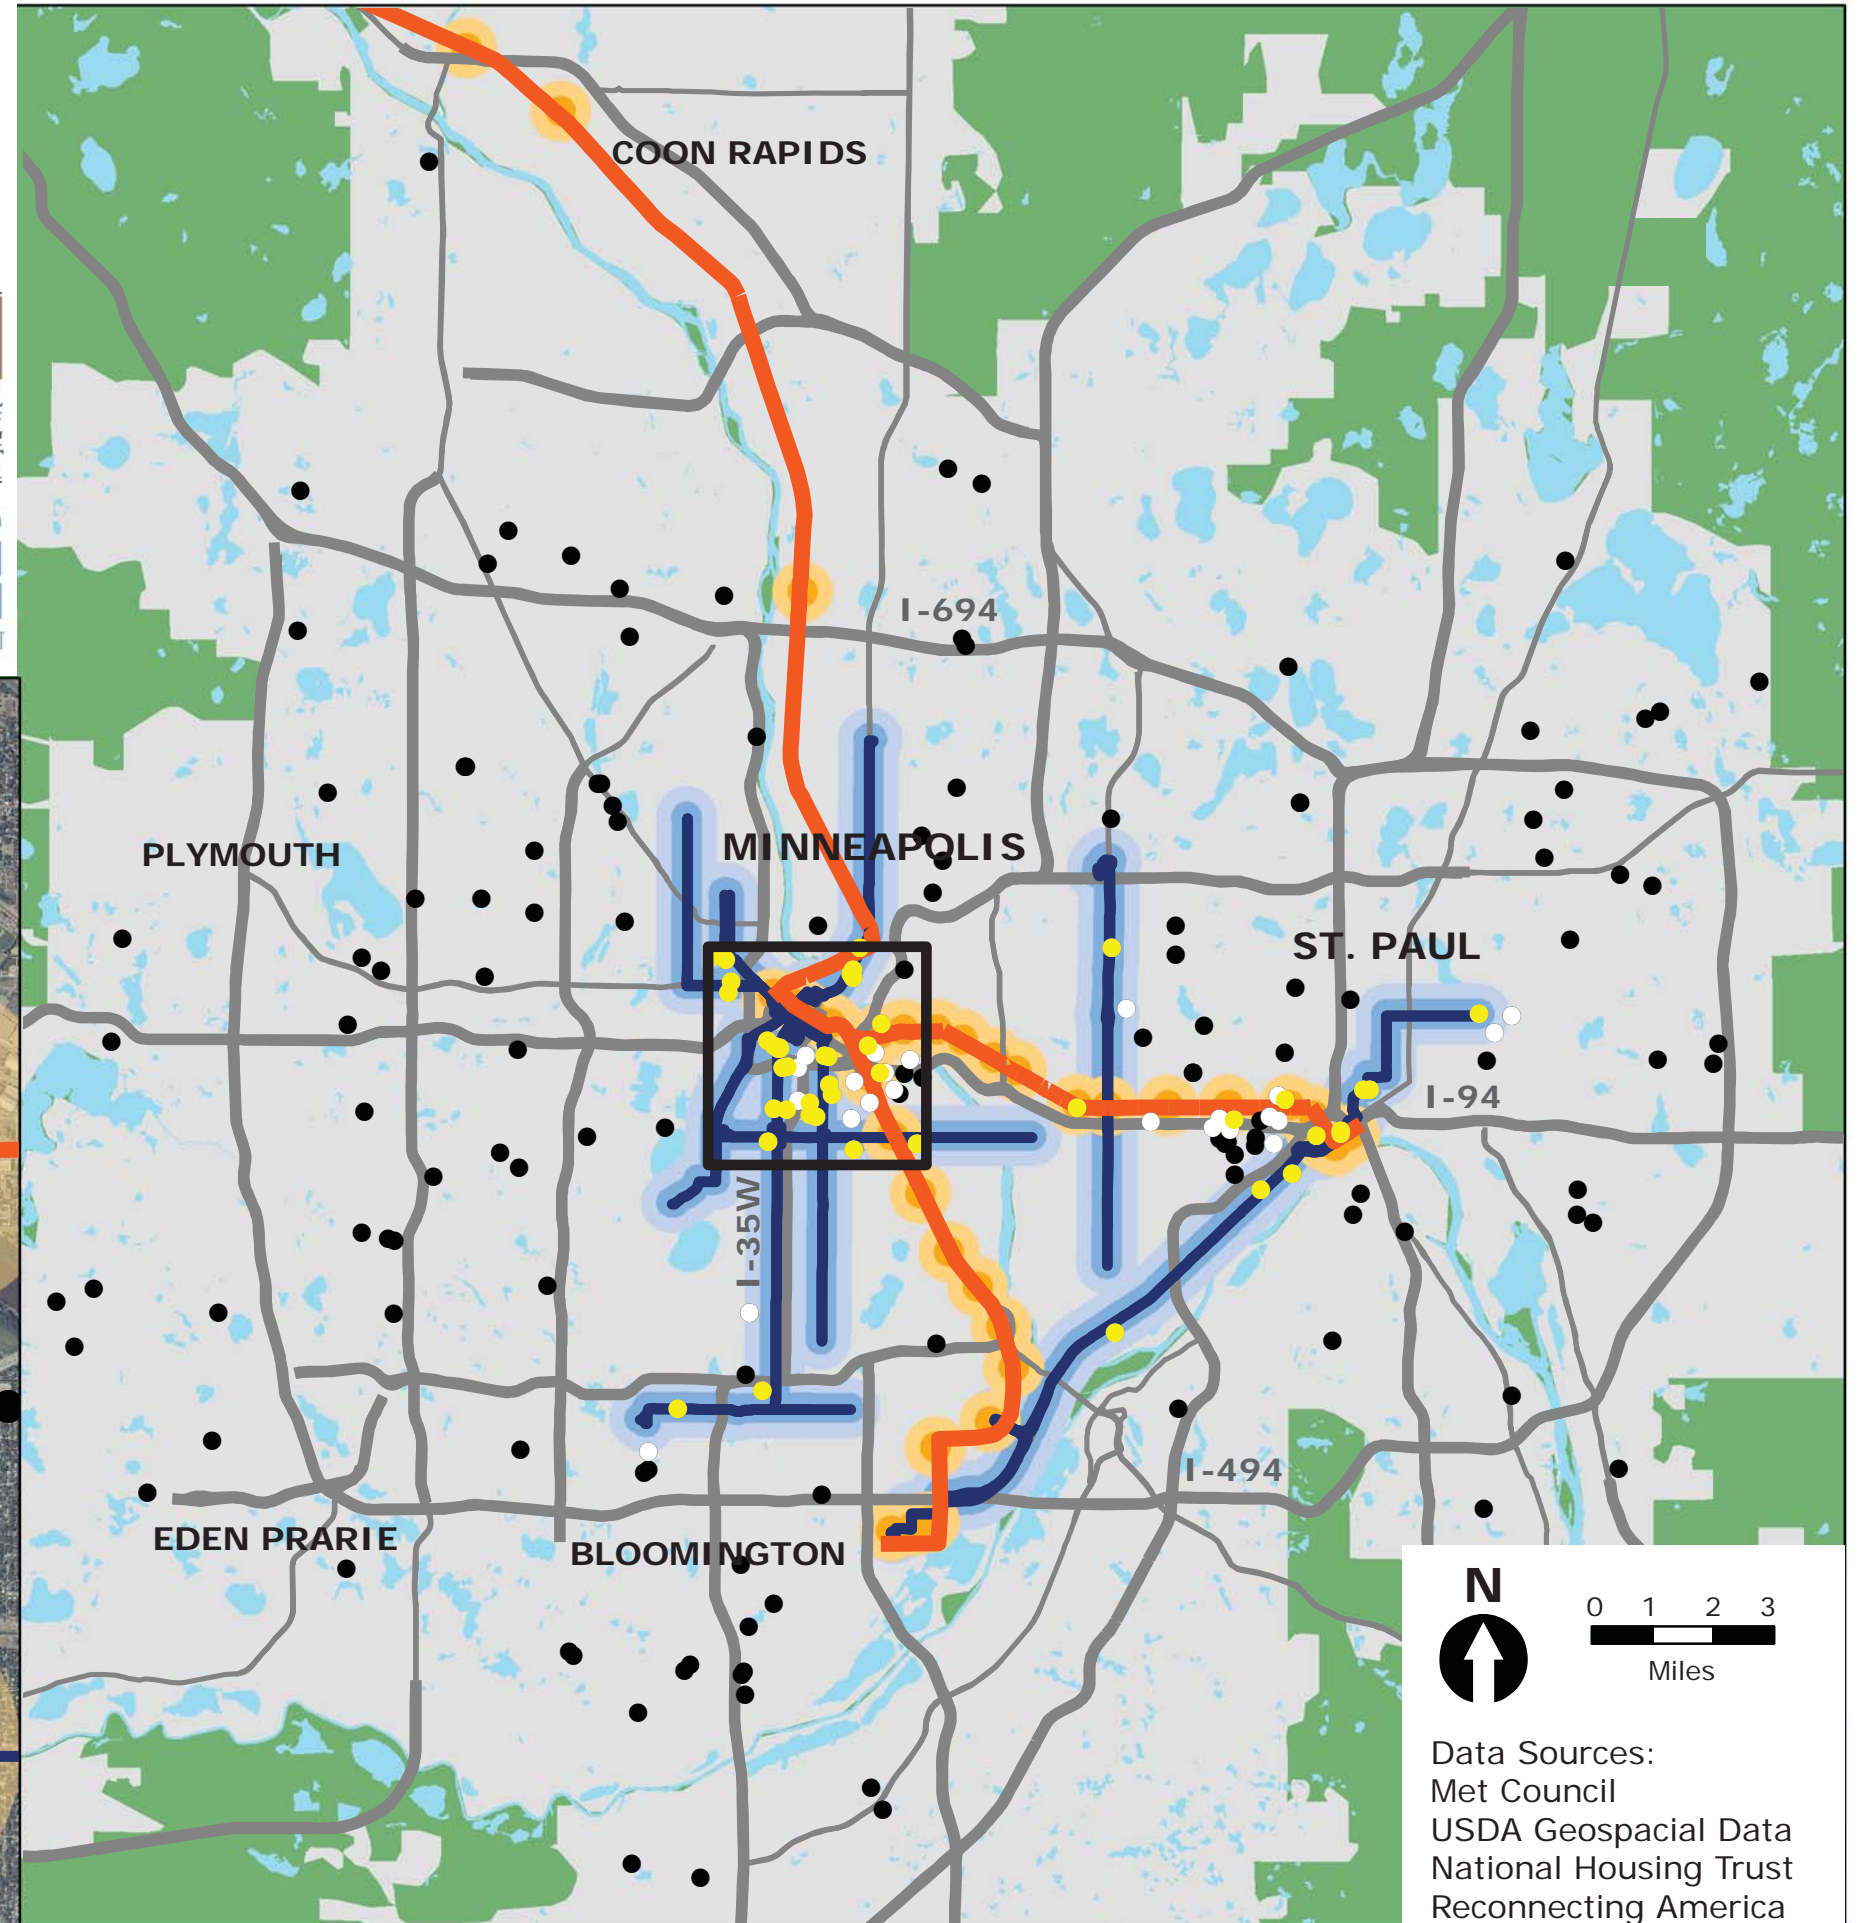 COON RAPIDS
I-694
PLYMOUTH
MINNEAPOLIS
ST. PAUL
I-94
I-35W
I-494
EDEN PRARIE
BLOOMINGTON
N
0 1 2 3
Miles
Data Sources:
Met Council
USDA Geospacial Data
National Housing Trust
Reconnecting America